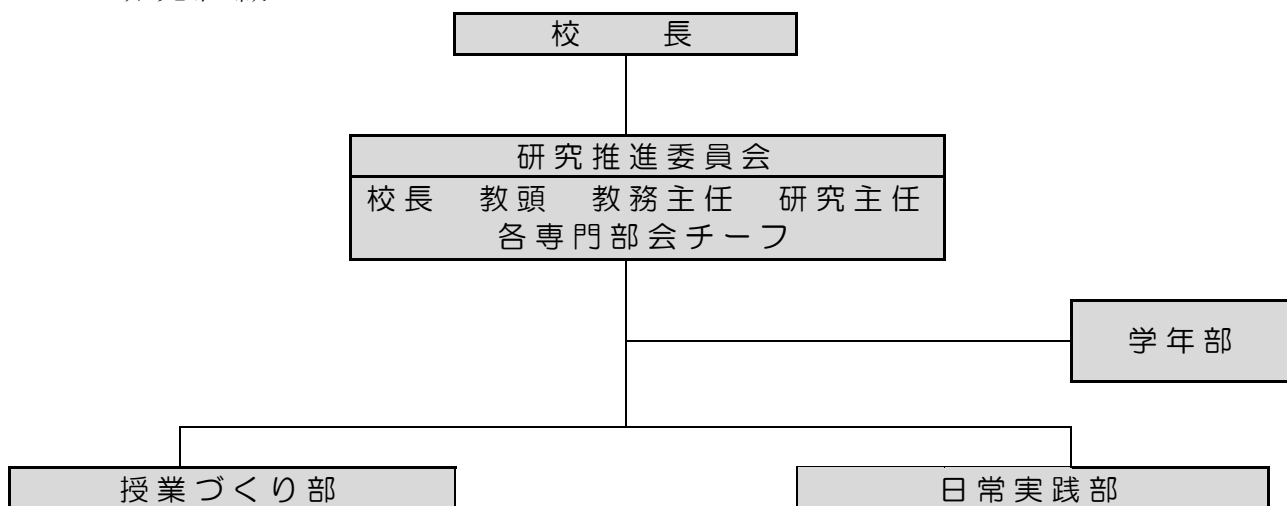 校　長
研究推進委員会
校長　教頭　教務主任　研究主任
各専門部会チーフ
学年部
授業づくり部
日常実践部